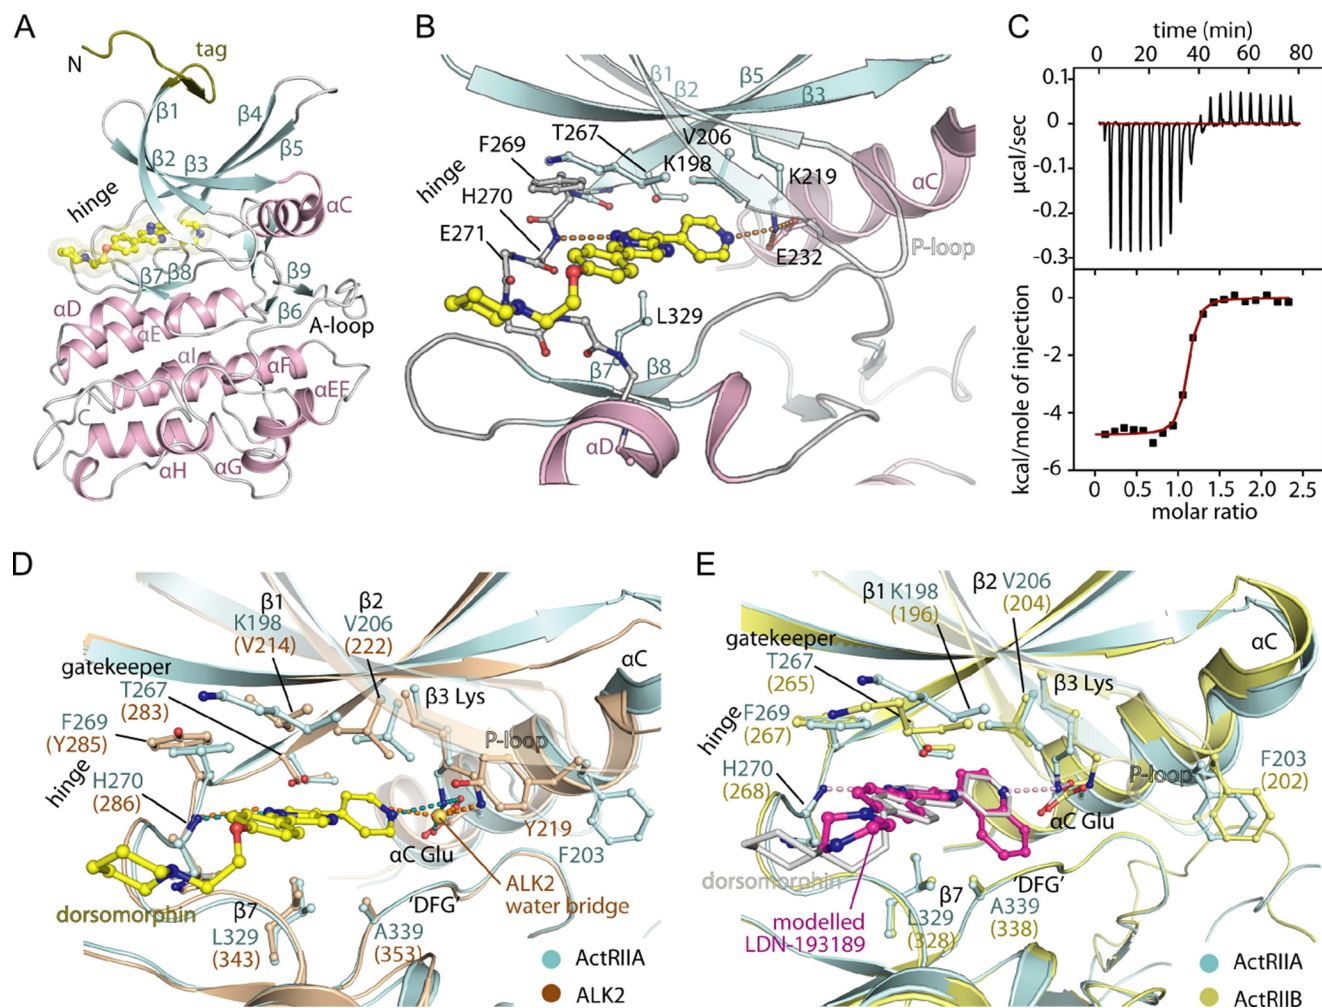 A
N
tag
β1
β4
β2
β3
β5
hinge
αC
β7
β8
β9
αD
β6
αE
A-loop
αI
αF
αEF
C
αH
αG
B
β1
β2
β5
β3
T267
V206
F269
K198
K219
αC
hinge
H270
E271
P-loop
E232
L329
β7
β8
αD
C
time (min)
0 20 40 60 80
0.1
0
-0.1
-0.2
-0.3
µcal/sec
0
-2
-4
-6
kcal/mole of injection
0 0.5 1.0 1.5 2.0 2.5
molar ratio
D
β1
K198
(V214)
β2
V206
(222)
gatekeeper
T267
(283)
αC
β3 Lys
F269
(Y285)
P-loop
hinge
H270
(286)
Y219
αC Glu
F203
ALK2
water bridge
dorsomorphin
'DFG'
β7
L329
(343)
A339
(353)
ActRIIA
ALK2
E
β1 K198
(196)
β2 V206
(204)
gatekeeper
T267
(265)
αC
β3 Lys
F269
(267)
hinge
P-loop
F203
(202)
H270
(268)
αC Glu
dorsomorphin
'DFG'
β7
L329
(328)
A339
(338)
modelled
LDN-193189
ActRIIA
ActRIIB